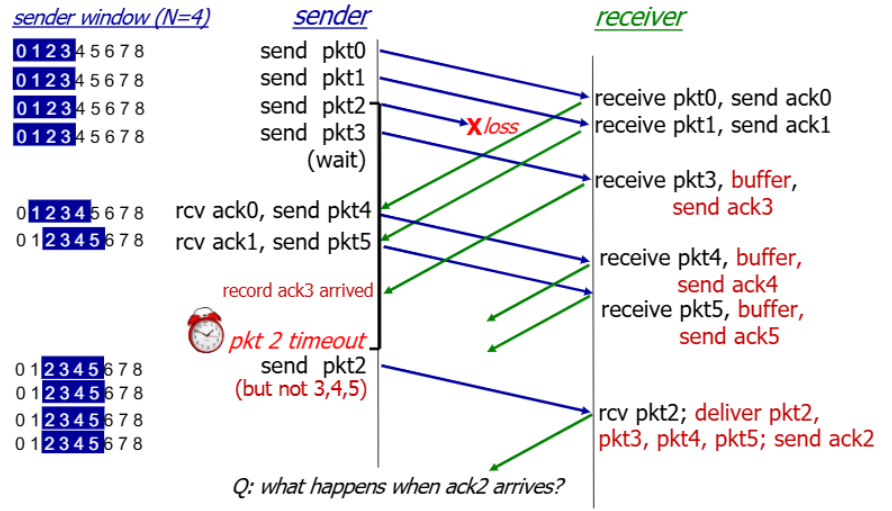 sender window (N=4) sender receiver
0 1 2 3 4 5 6 7 8 send pkt0
0 1 2 3 4 5 6 7 8 send pkt1
0 1 2 3 4 5 6 7 8 send pkt2
0 1 2 3 4 5 6 7 8 send pkt3
(wait)
X loss
receive pkt0, send ack0
receive pkt1, send ack1
receive pkt3, buffer,
send ack3
0 1 2 3 4 5 6 7 8 rcv ack0, send pkt4
0 1 2 3 4 5 6 7 8 rcv ack1, send pkt5
receive pkt4, buffer,
send ack4
record ack3 arrived
receive pkt5, buffer,
send ack5
pkt 2 timeout
0 1 2 3 4 5 6 7 8 send pkt2
0 1 2 3 4 5 6 7 8 (but not 3,4,5)
0 1 2 3 4 5 6 7 8
0 1 2 3 4 5 6 7 8
rcv pkt2; deliver pkt2,
pkt3, pkt4, pkt5; send ack2
Q: what happens when ack2 arrives?